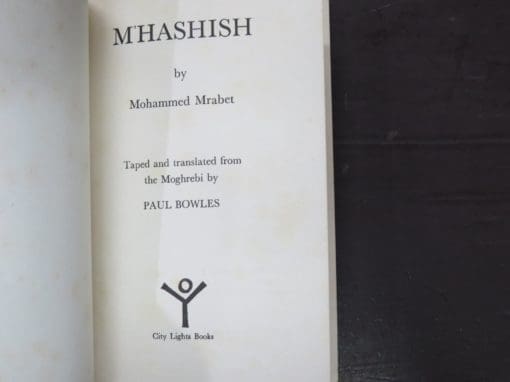 M'HASHISH
by
Mohammed Mrabet
Taped and translated from
the Moghrebi by
PAUL BOWLES
City Lights Books